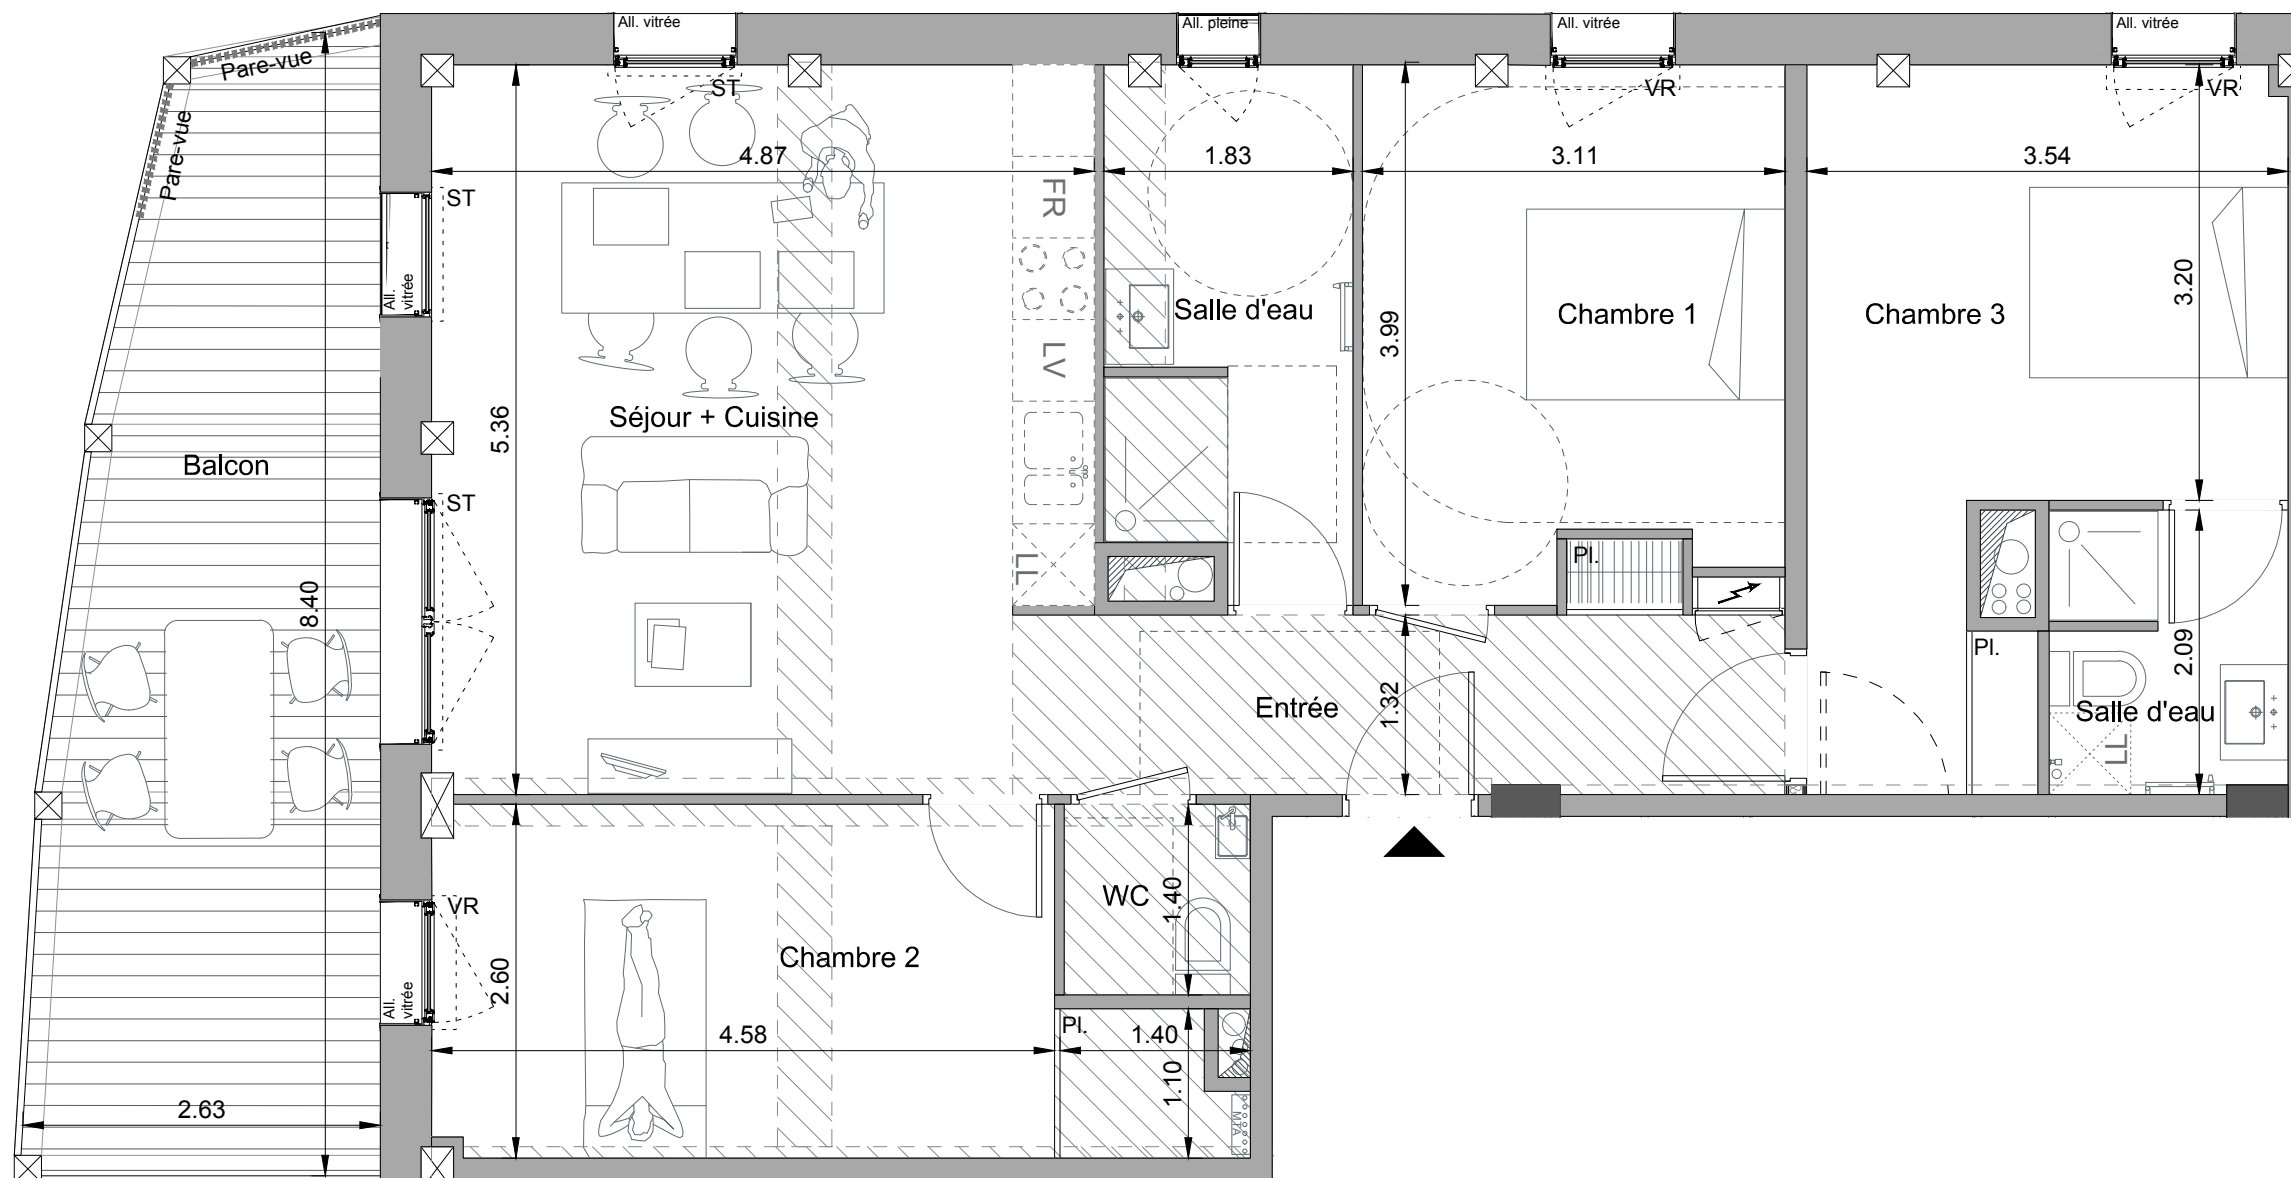 All. vitrée
All. pleine
All. vitrée
All. vitrée
Pare-vue
Pare-vue
ST
VR
VR
4.87
1.83
3.11
3.54
ST
FR
3.20
All.
vitrée
Salle d'eau
Chambre 1
Chambre 3
3.99
LV
Séjour + Cuisine
5.36
Balcon
ST
LL
Pl.
8.40
2.09
Pl.
1.32
Entrée
Salle d'eau
LL
WC
1.40
VR
Chambre 2
2.60
All.
vitrée
4.58
Pl.
1.40
1.10
2.63
MTA